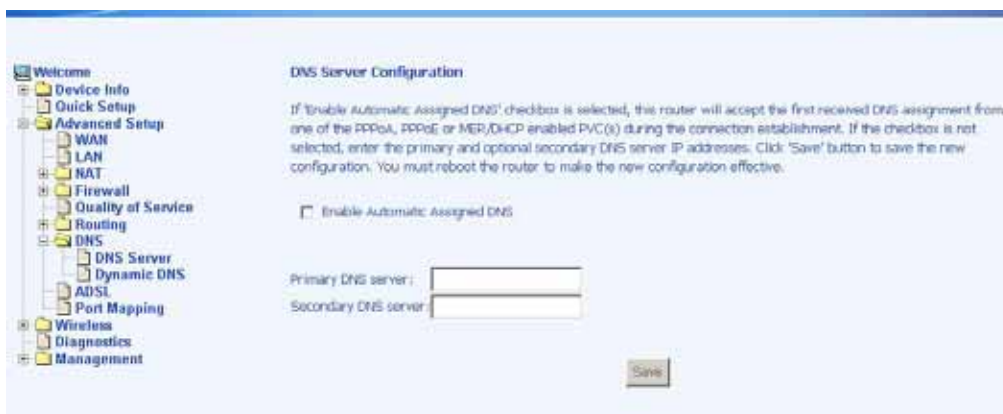 Welcome
Device Info
Quick Setup
Advanced Setup
WAN
LAN
NAT
Firewall
Quality of Service
Routing
DNS
DNS Server
Dynamic DNS
ADSL
Port Mapping
Wireless
Diagnostics
Management
DNS Server Configuration
If 'Enable Automatic Assigned DNS' checkbox is selected, this router will accept the first received DNS assignment from
one of the PPPoA, PPPoE or MER/DHCP enabled PVC(s) during the connection establishment. If the checkbox is not
selected, enter the primary and optional secondary DNS server IP addresses. Click 'Save' button to save the new
configuration. You must reboot the router to make the new configuration effective.
Enable Automatic Assigned DNS
Primary DNS server:
Secondary DNS server:
Save